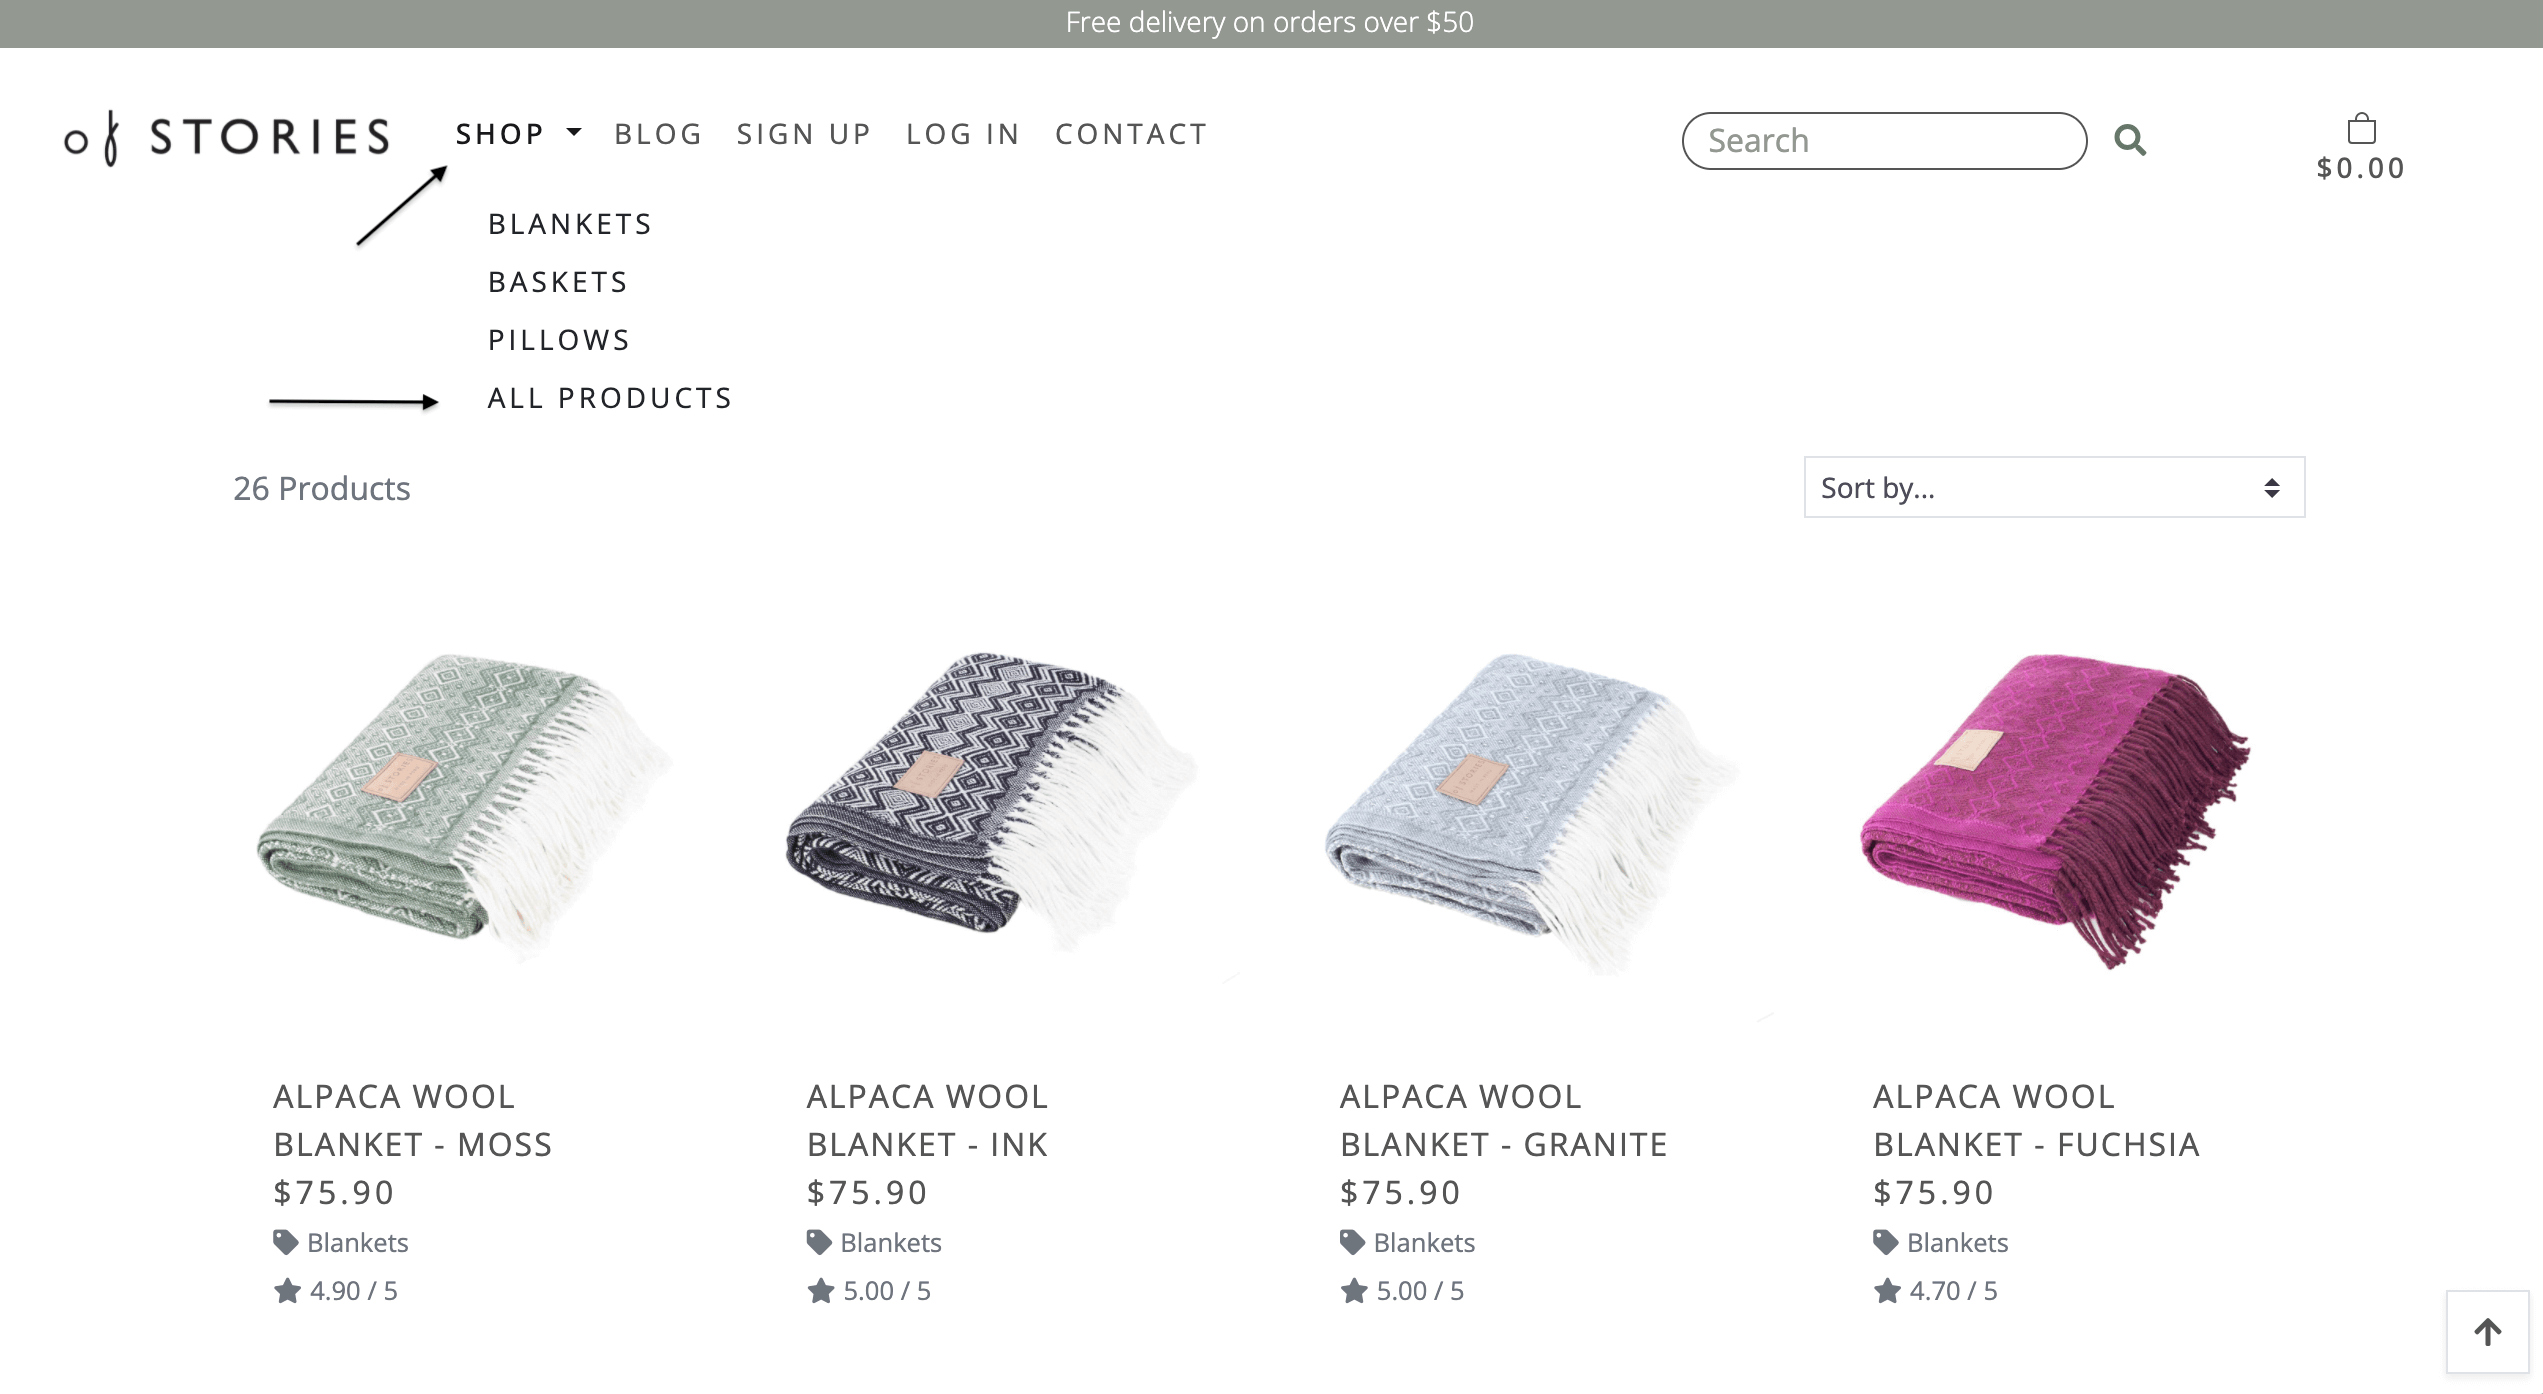 Free delivery on orders over $50
of STORIES
SHOP BLOG SIGN UP LOG IN CONTACT
Search
$0.00
BLANKETS
BASKETS
PILLOWS
ALL PRODUCTS
26 Products
Sort by...
ALPACA WOOL
BLANKET - MOSS
$75.90
Blankets
4.90 / 5
ALPACA WOOL
BLANKET - INK
$75.90
Blankets
5.00 / 5
ALPACA WOOL
BLANKET - GRANITE
$75.90
Blankets
5.00 / 5
ALPACA WOOL
BLANKET - FUCHSIA
$75.90
Blankets
4.70 / 5